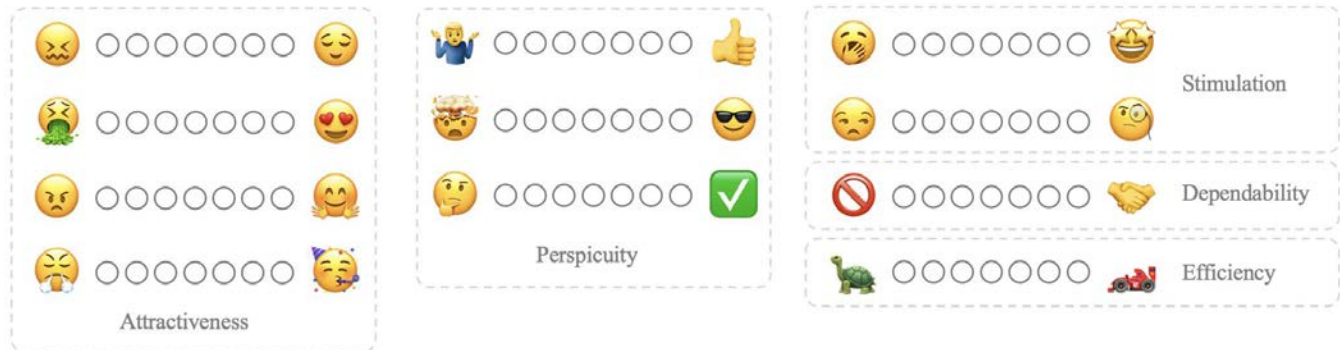 Attractiveness
Perspicuity
Stimulation
Dependability
Efficiency